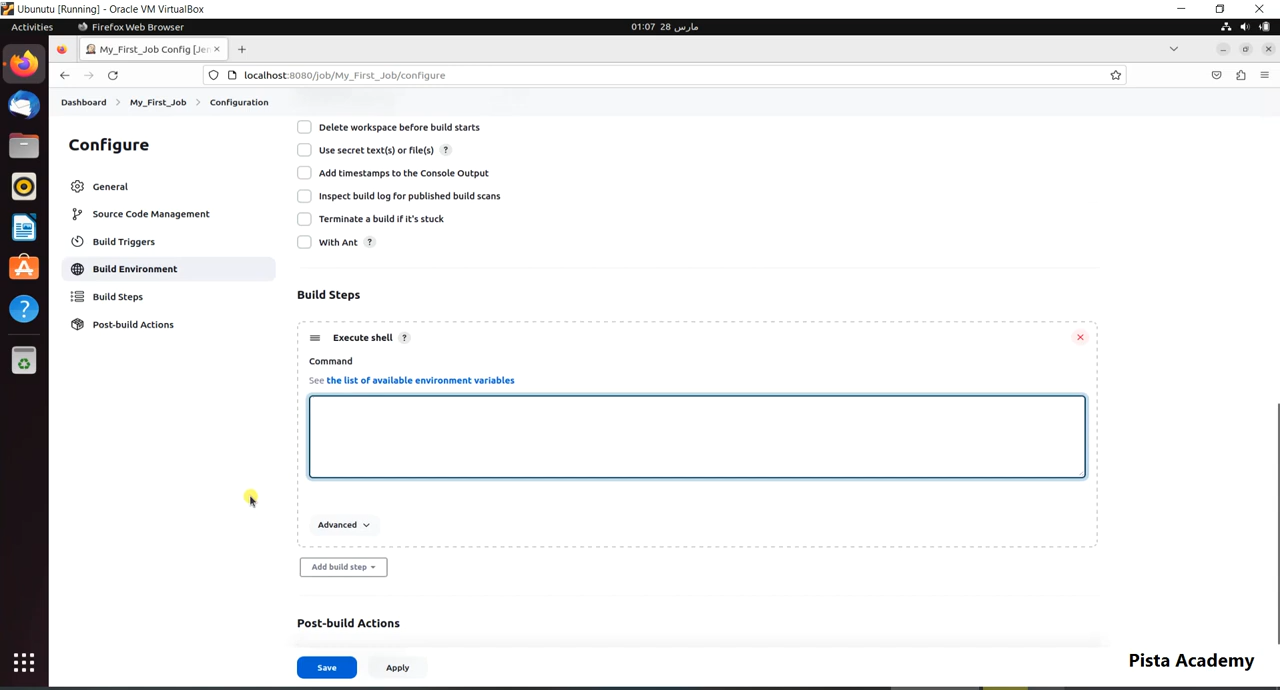 Ubunutu [Running] - Oracle VM VirtualBox
Activities
Firefox Web Browser
مارس 28 01:07
My_First_Job Config [Jen
localhost:8080/job/My_First_Job/configure
Dashboard > My_First_Job > Configuration
Configure
General
Source Code Management
Build Triggers
Build Environment
Build Steps
Post-build Actions
Delete workspace before build starts
Use secret text(s) or file(s) ?
Add timestamps to the Console Output
Inspect build log for published build scans
Terminate a build if it's stuck
With Ant ?
Build Steps
Execute shell ?
Command
See the list of available environment variables
Advanced
Add build step
Post-build Actions
Save
Apply
Pista Academy